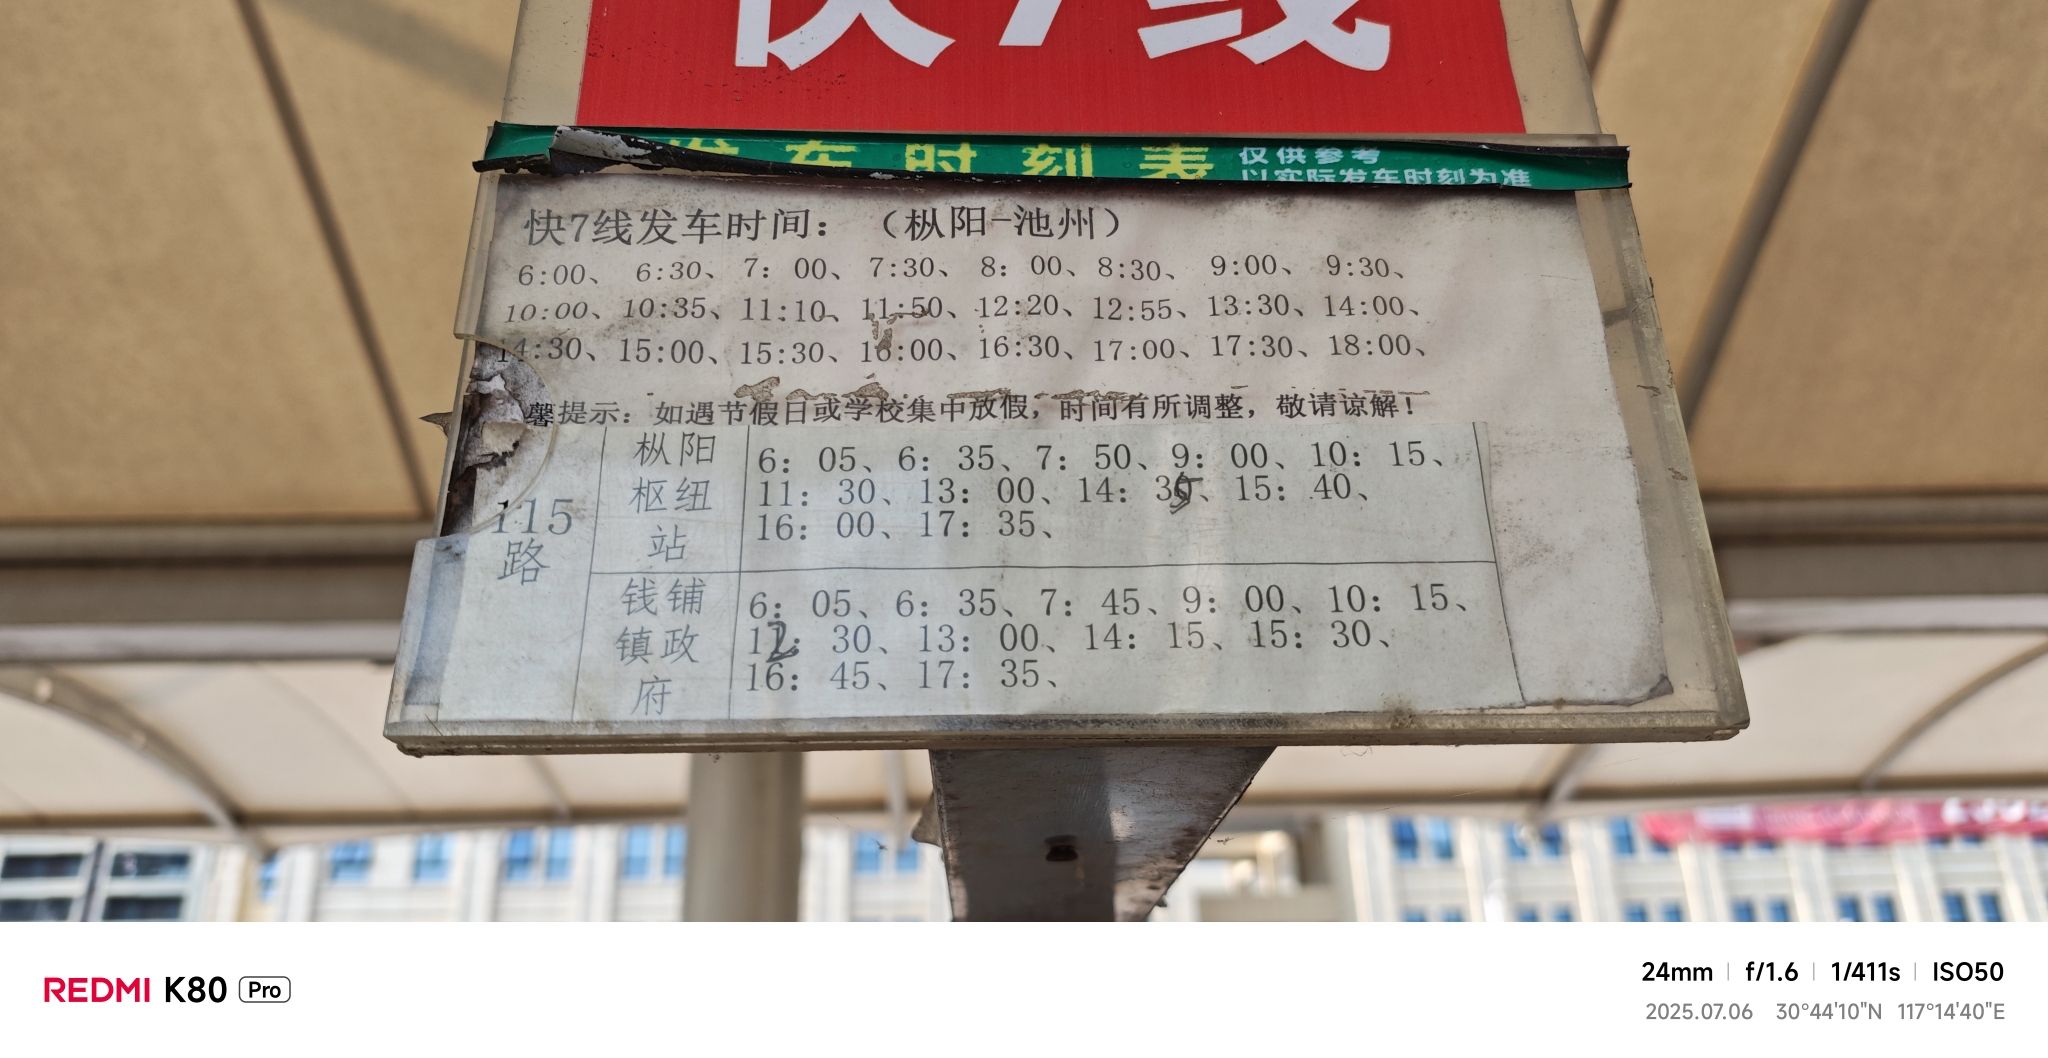 快7线
发车时刻表 仅供参考
以实际发车时刻为准
快7线发车时间：（枞阳-池州）
6:00、 6:30、 7: 00、 7:30、 8: 00、 8:30、 9:00、 9:30、
10:00、 10:35、 11:10、 11:50、 12:20、 12:55、 13:30、 14:00、
14:30、 15:00、 15:30、 16:00、 16:30、 17:00、 17:30、 18:00、
馨提示：如遇节假日或学校集中放假，时间有所调整，敬请谅解！
115
路
枞阳
枢纽
站
6: 05、6: 35、7: 50、9: 00、10: 15、
11: 30、13: 00、14: 35、15: 40、
16: 00、17: 35、
钱铺
镇政
府
6: 05、6: 35、7: 45、9: 00、10: 15、
12: 30、13: 00、14: 15、15: 30、
16: 45、17: 35、
REDMI K80 Pro
24mm f/1.6 1/411s ISO50
2025.07.06 30°44'10"N 117°14'40"E